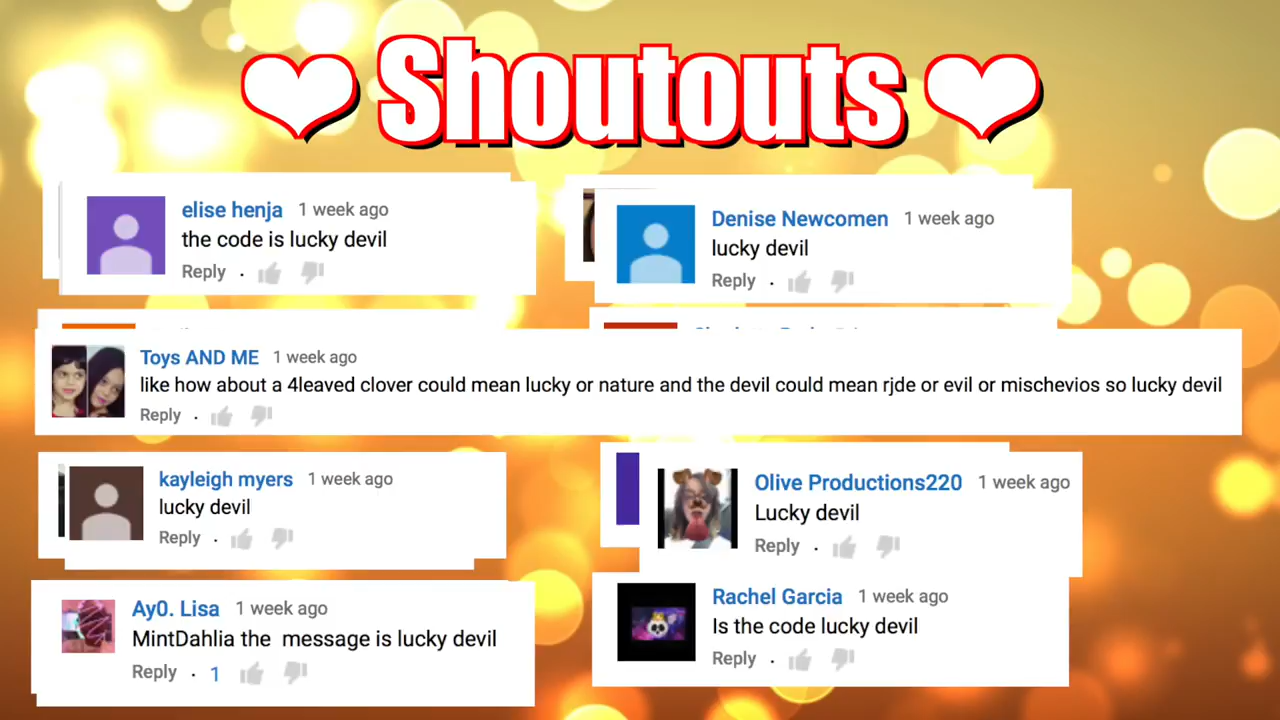 ❤ Shoutouts ❤
elise henja 1 week ago
the code is lucky devil
Reply ·
Denise Newcomen 1 week ago
lucky devil
Reply ·
Toys AND ME 1 week ago
like how about a 4leaved clover could mean lucky or nature and the devil could mean rjde or evil or mischevios so lucky devil
Reply ·
kayleigh myers 1 week ago
lucky devil
Reply ·
Olive Productions220 1 week ago
Lucky devil
Reply ·
Ay0. Lisa 1 week ago
MintDahlia the message is lucky devil
Reply · 1
Rachel Garcia 1 week ago
Is the code lucky devil
Reply ·